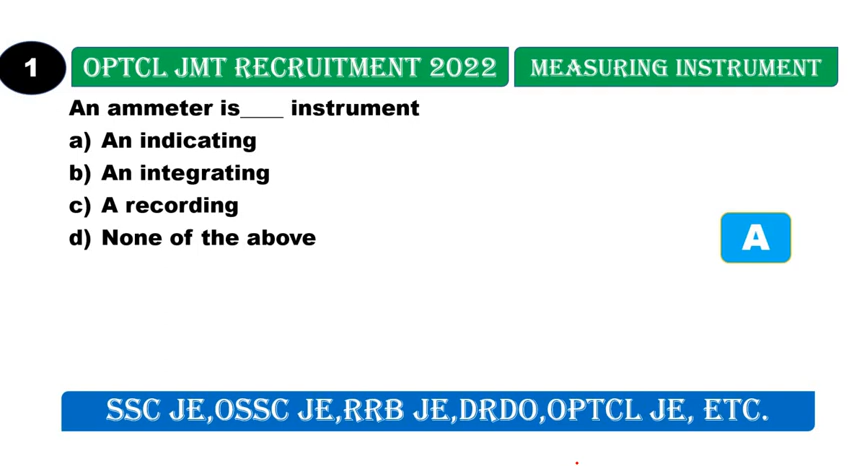 1
OPTCL JMT RECRUITMENT 2022
MEASURING INSTRUMENT
An ammeter is____ instrument
a) An indicating
b) An integrating
c) A recording
d) None of the above
A
SSC JE,OSSC JE,RRB JE,DRDO,OPTCL JE, ETC.